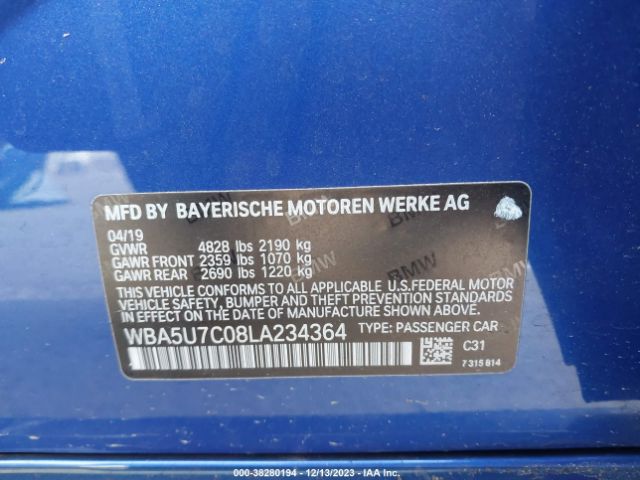 MFD BY BAYERISCHE MOTOREN WERKE AG
04/19
GVWR 4828 lbs 2190 kg
GAWR FRONT 2359 lbs 1070 kg
GAWR REAR 2690 lbs 1220 kg
THIS VEHICLE CONFORMS TO ALL APPLICABLE U.S.FEDERAL MOTOR
VEHICLE SAFETY, BUMPER, AND THEFT PREVENTION STANDARDS
IN EFFECT ON THE DATE OF MANUFACTURE SHOWN ABOVE.
WBA5U7C08LA234364 TYPE: PASSENGER CAR
C31
7315814
BMW
000-38280194 - 12/13/2023 - IAA Inc.